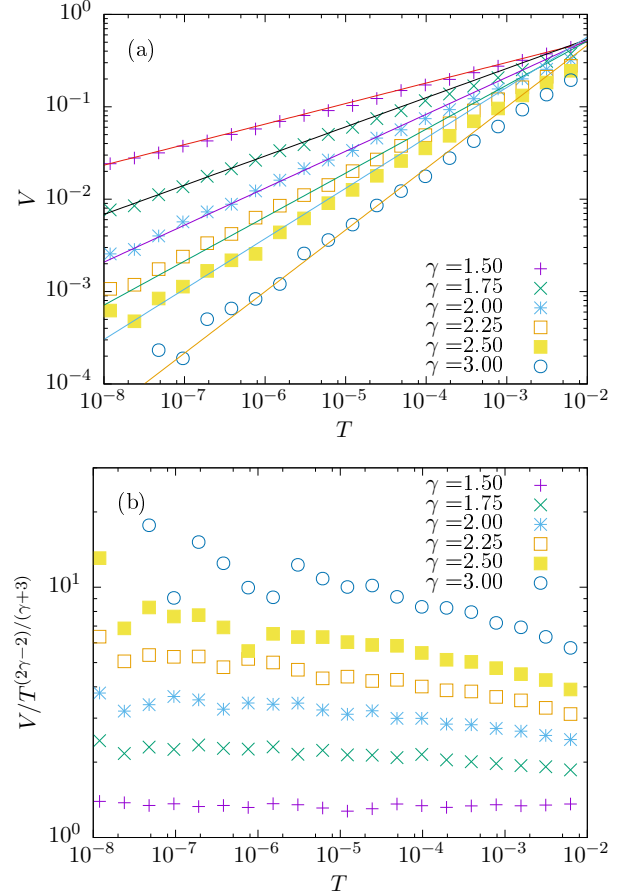 (a)
10^0
10^-1
10^-2
10^-3
10^-4
V
γ = 1.50
γ = 1.75
γ = 2.00
γ = 2.25
γ = 2.50
γ = 3.00
10^-8 10^-7 10^-6 10^-5 10^-4 10^-3 10^-2
T
(b)
γ = 1.50
γ = 1.75
γ = 2.00
γ = 2.25
γ = 2.50
γ = 3.00
10^1
10^0
V/T^(2γ−2)/(γ+3)
10^-8 10^-7 10^-6 10^-5 10^-4 10^-3 10^-2
T